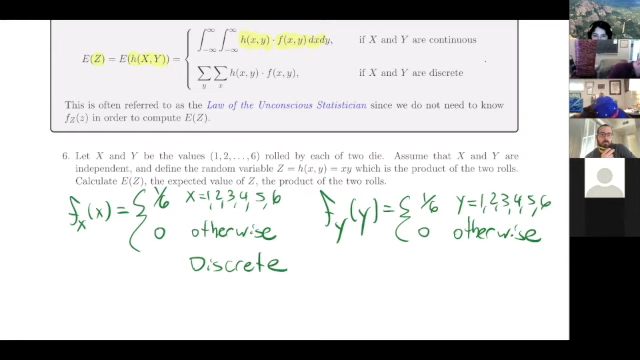 E(Z) = E(h(X, Y)) = { ∫_{-∞}^{∞} ∫_{-∞}^{∞} h(x, y) · f(x, y) dxdy, if X and Y are continuous
∑_y ∑_x h(x, y) · f(x, y), if X and Y are discrete
This is often referred to as the Law of the Unconscious Statistician since we do not need to know
f_Z(z) in order to compute E(Z).
6. Let X and Y be the values (1, 2, . . . , 6) rolled by each of two die. Assume that X and Y are
independent, and define the random variable Z = h(x, y) = xy which is the product of the two rolls.
Calculate E(Z), the expected value of Z, the product of the two rolls.
f_X(x) = { 1/6 x = 1, 2, 3, 4, 5, 6
0 otherwise
Discrete
f_Y(y) = { 1/6 y = 1, 2, 3, 4, 5, 6
0 otherwise